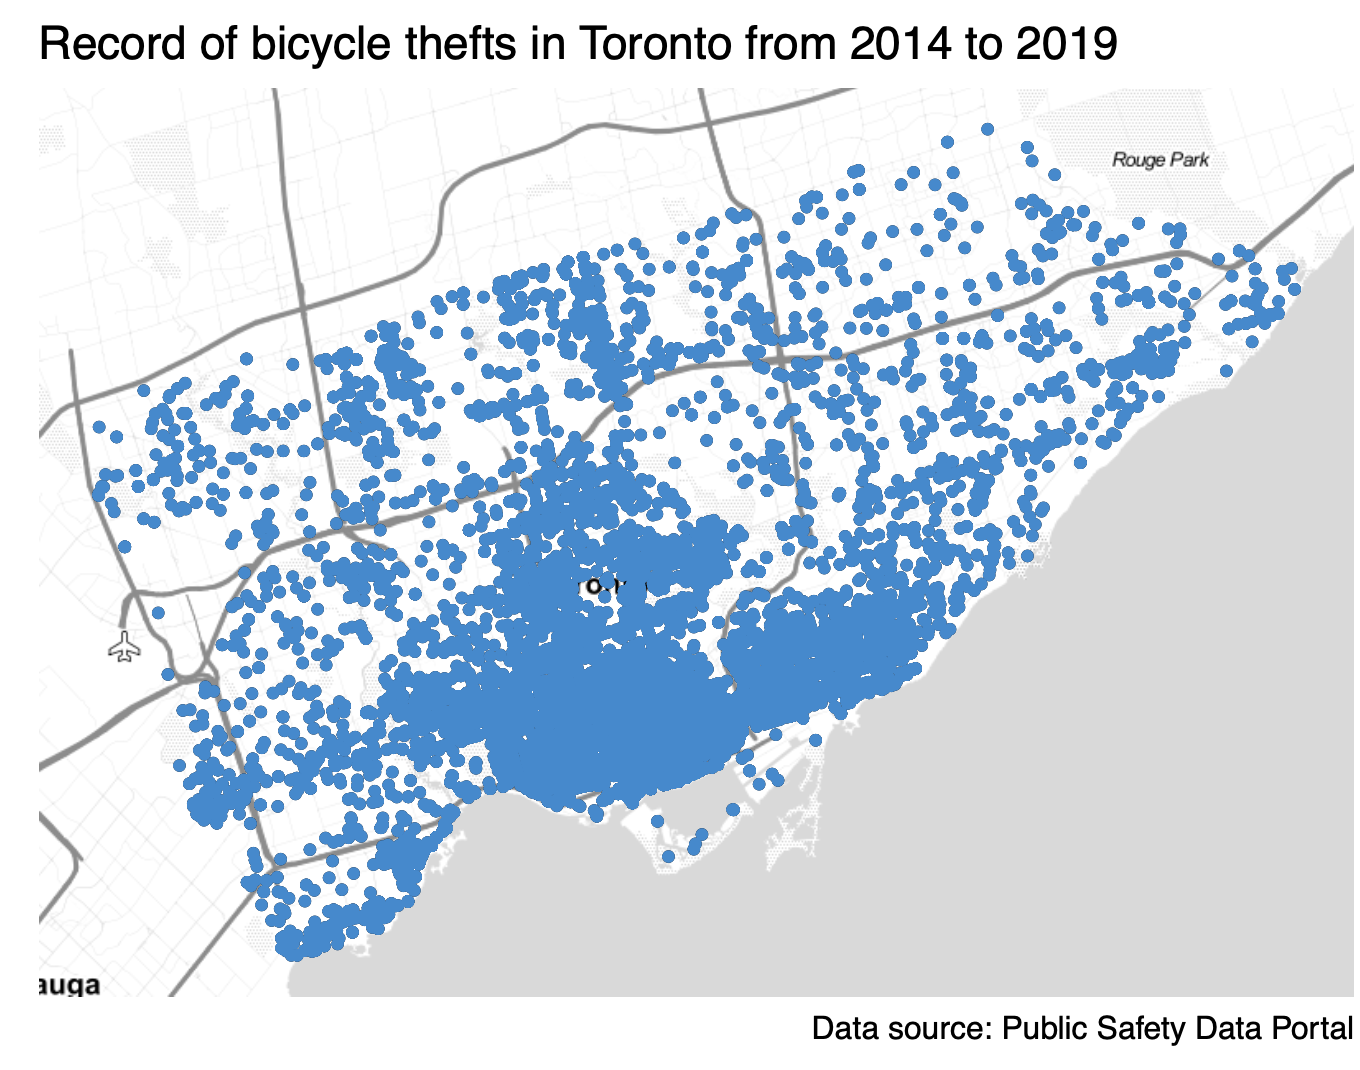 Record of bicycle thefts in Toronto from 2014 to 2019
Rouge Park
auga
Data source: Public Safety Data Portal